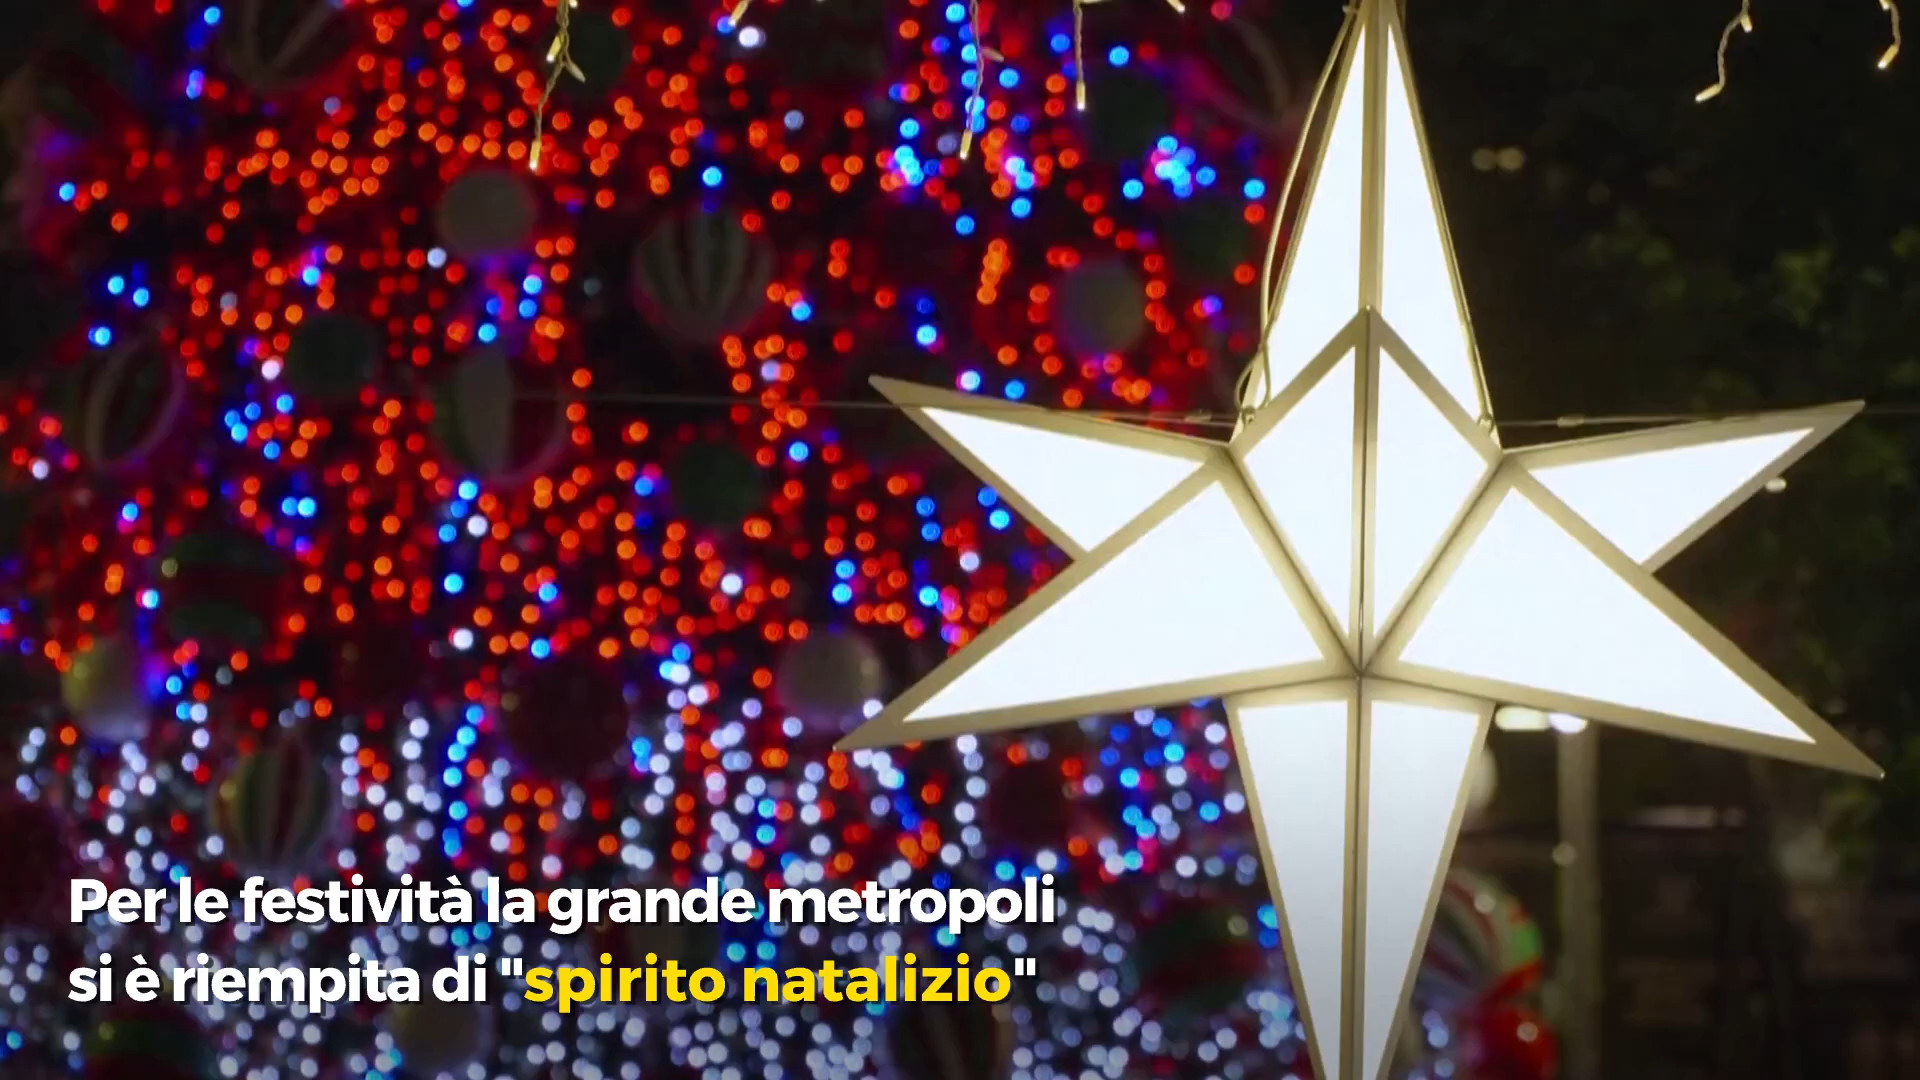 Per le festività la grande metropoli
si è riempita di "spirito natalizio"